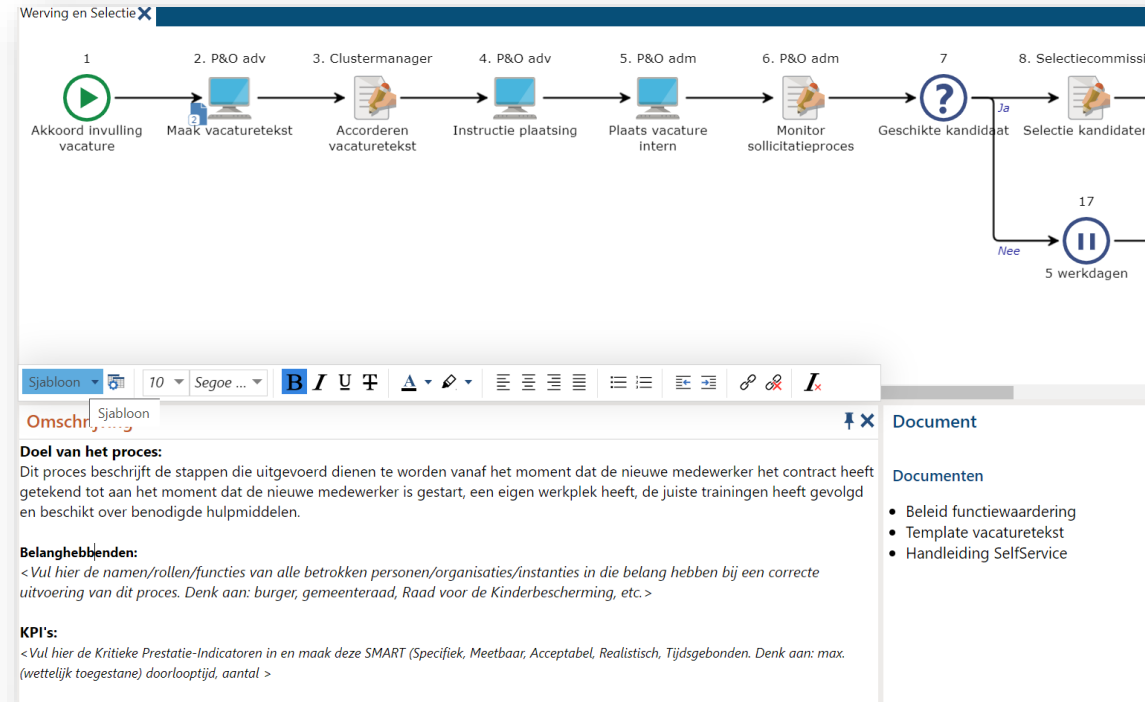 Werving en Selectie
1
2. P&O adv
3. Clustermanager
4. P&O adv
5. P&O adm
6. P&O adm
7
8. Selectiecommissi
2
Ja
Akkoord invulling
vacature
Maak vacaturetekst
Accorderen
vacaturetekst
Instructie plaatsing
Plaats vacature
intern
Monitor
sollicitatieproces
Geschikte kandidaat
Selectie kandidaten
17
Nee
5 werkdagen
Sjabloon
10
Segoe ...
B I U T A
Sjabloon
Omschrijving
Doel van het proces:
Dit proces beschrijft de stappen die uitgevoerd dienen te worden vanaf het moment dat de nieuwe medewerker het contract heeft
getekend tot aan het moment dat de nieuwe medewerker is gestart, een eigen werkplek heeft, de juiste trainingen heeft gevolgd
en beschikt over benodigde hulpmiddelen.
Belanghebbenden:
<Vul hier de namen/rollen/functies van alle betrokken personen/organisaties/instanties in die belang hebben bij een correcte
uitvoering van dit proces. Denk aan: burger, gemeenteraad, Raad voor de Kinderbescherming, etc.>
KPI's:
<Vul hier de Kritieke Prestatie-Indicatoren in en maak deze SMART (Specifiek, Meetbaar, Acceptabel, Realistisch, Tijdsgebonden. Denk aan: max.
(wettelijk toegestane) doorlooptijd, aantal >
Document
Documenten
Beleid functiewaardering
Template vacaturetekst
Handleiding SelfService